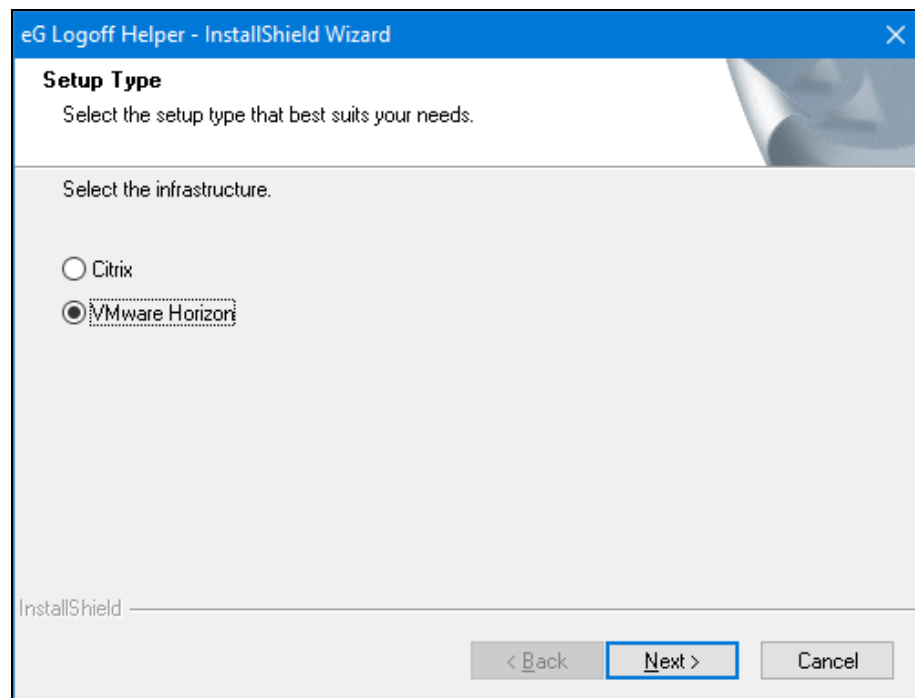 eG Logoff Helper - InstallShield Wizard
Setup Type
Select the setup type that best suits your needs.
Select the infrastructure.
Citrix
VMware Horizon
InstallShield
< Back Next > Cancel